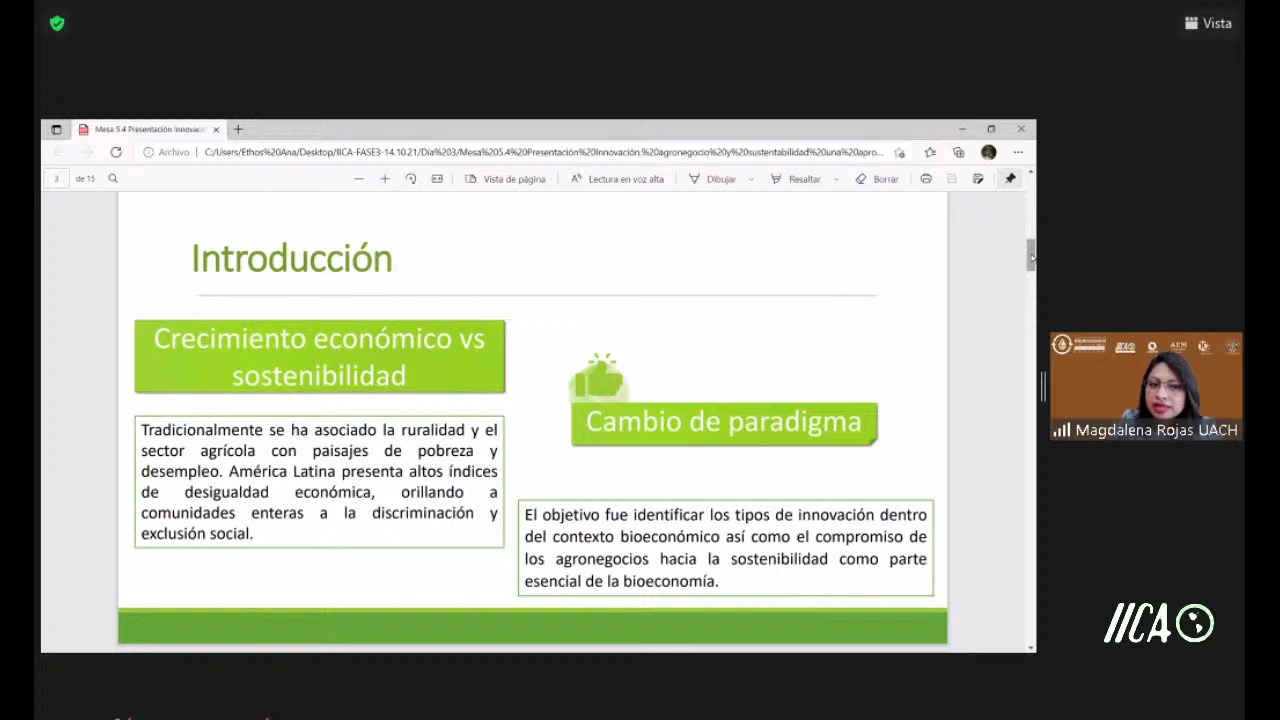 Vista
Mesa 5.4 Presentación Innovació
Archivo
C:/Users/Ethos%20Ana/Desktop/IICA-FASE3-14.10.21/Día%203/Mesa%205.4%20Presentación%20Innovación,%20agronegocio%20y%20sustentabilidad%20una%20apro...
3 de 15
Vista de página
Lectura en voz alta
Dibujar
Resaltar
Borrar
Introducción
Crecimiento económico vs
sostenibilidad
Tradicionalmente se ha asociado la ruralidad y el
sector agrícola con paisajes de pobreza y
desempleo. América Latina presenta altos índices
de desigualdad económica, orillando a
comunidades enteras a la discriminación y
exclusión social.
Cambio de paradigma
El objetivo fue identificar los tipos de innovación dentro
del contexto bioeconómico así como el compromiso de
los agronegocios hacia la sostenibilidad como parte
esencial de la bioeconomía.
IICA
AEM
Magdalena Rojas UACH
IICA